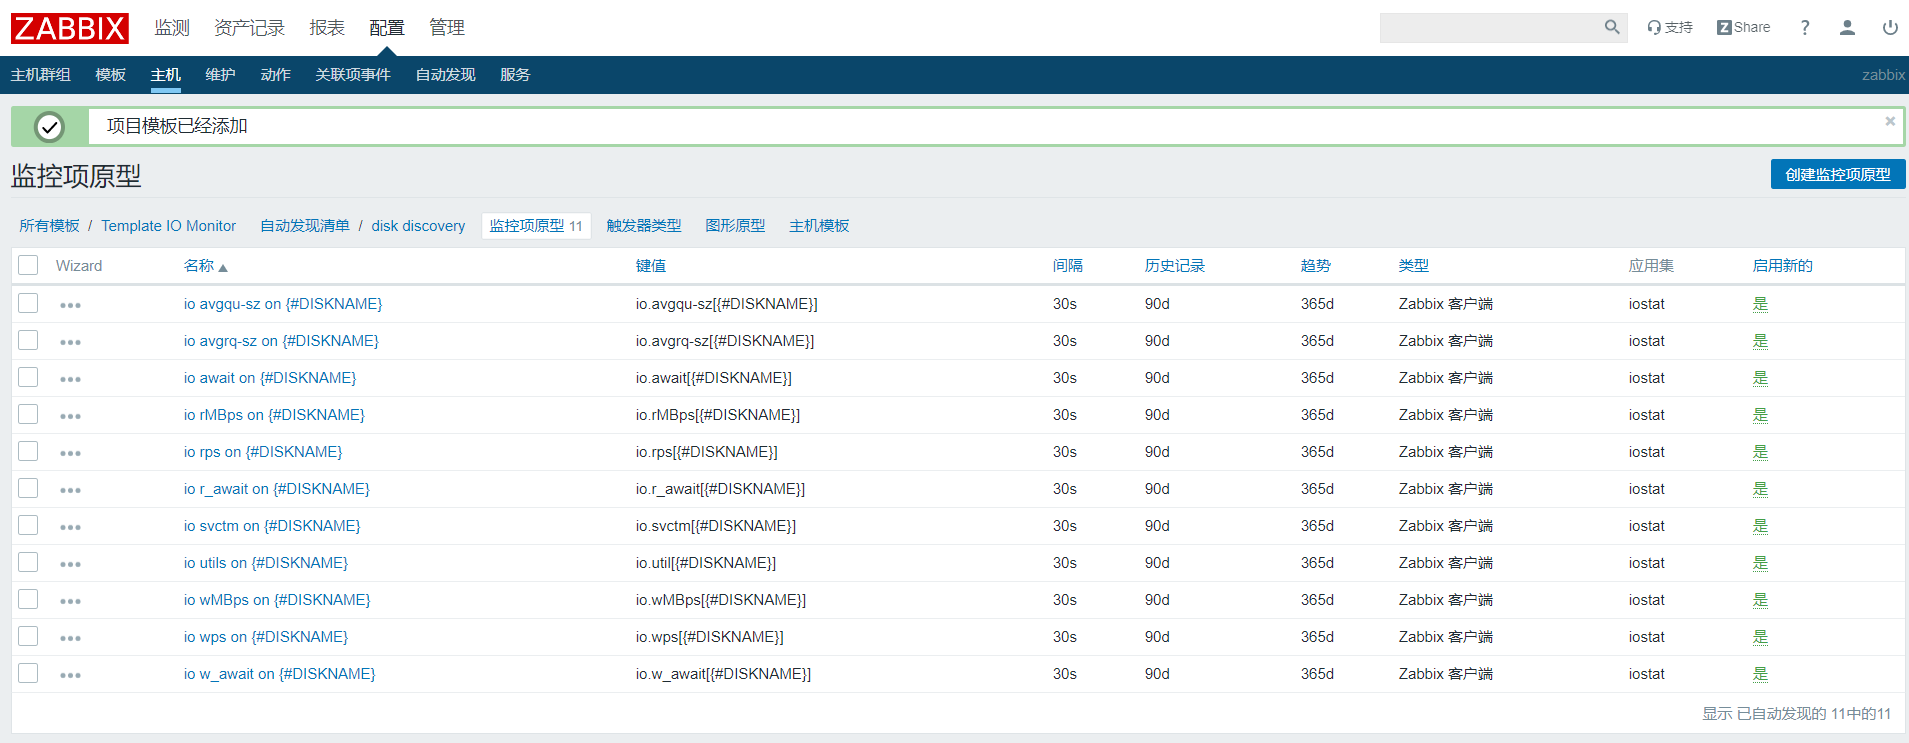 ZABBIX 监测 资产记录 报表 配置 管理 支持 Z Share ?
主机群组 模板 主机 维护 动作 关联项事件 自动发现 服务 zabbix
项目模板已经添加 ×
监控项原型 创建监控项原型
所有模板 / Template IO Monitor 自动发现清单 / disk discovery 监控项原型 11 触发器类型 图形原型 主机模板
Wizard 名称 键值 间隔 历史记录 趋势 类型 应用集 启用新的
io avgqu-sz on {#DISKNAME} io.avgqu-sz[{#DISKNAME}] 30s 90d 365d Zabbix 客户端 iostat 是
io avgrq-sz on {#DISKNAME} io.avgrq-sz[{#DISKNAME}] 30s 90d 365d Zabbix 客户端 iostat 是
io await on {#DISKNAME} io.await[{#DISKNAME}] 30s 90d 365d Zabbix 客户端 iostat 是
io rMBps on {#DISKNAME} io.rMBps[{#DISKNAME}] 30s 90d 365d Zabbix 客户端 iostat 是
io rps on {#DISKNAME} io.rps[{#DISKNAME}] 30s 90d 365d Zabbix 客户端 iostat 是
io r_await on {#DISKNAME} io.r_await[{#DISKNAME}] 30s 90d 365d Zabbix 客户端 iostat 是
io svctm on {#DISKNAME} io.svctm[{#DISKNAME}] 30s 90d 365d Zabbix 客户端 iostat 是
io utils on {#DISKNAME} io.util[{#DISKNAME}] 30s 90d 365d Zabbix 客户端 iostat 是
io wMBps on {#DISKNAME} io.wMBps[{#DISKNAME}] 30s 90d 365d Zabbix 客户端 iostat 是
io wps on {#DISKNAME} io.wps[{#DISKNAME}] 30s 90d 365d Zabbix 客户端 iostat 是
io w_await on {#DISKNAME} io.w_await[{#DISKNAME}] 30s 90d 365d Zabbix 客户端 iostat 是
显示 已自动发现的 11中的11